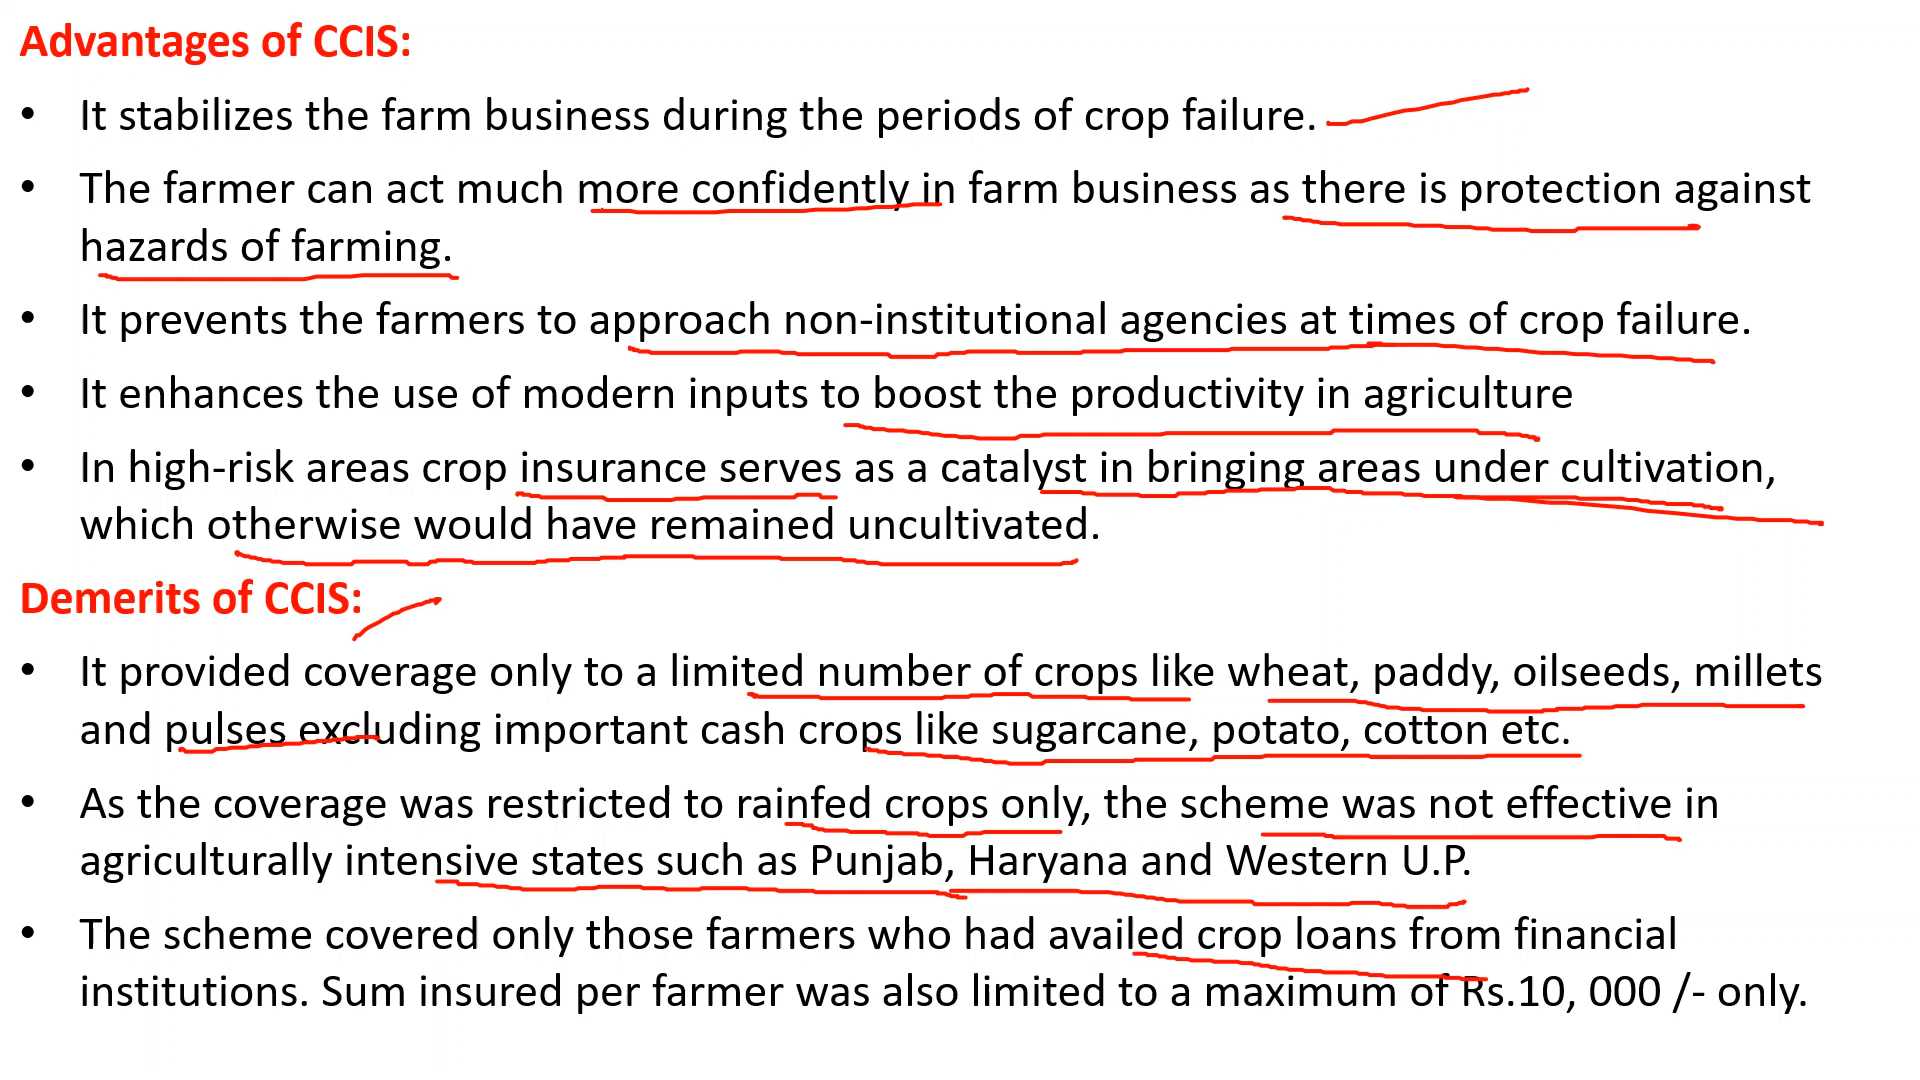 Advantages of CCIS:
• It stabilizes the farm business during the periods of crop failure.
• The farmer can act much more confidently in farm business as there is protection against
hazards of farming.
• It prevents the farmers to approach non-institutional agencies at times of crop failure.
• It enhances the use of modern inputs to boost the productivity in agriculture
• In high-risk areas crop insurance serves as a catalyst in bringing areas under cultivation,
which otherwise would have remained uncultivated.
Demerits of CCIS:
• It provided coverage only to a limited number of crops like wheat, paddy, oilseeds, millets
and pulses excluding important cash crops like sugarcane, potato, cotton etc.
• As the coverage was restricted to rainfed crops only, the scheme was not effective in
agriculturally intensive states such as Punjab, Haryana and Western U.P.
• The scheme covered only those farmers who had availed crop loans from financial
institutions. Sum insured per farmer was also limited to a maximum of Rs.10, 000 /- only.